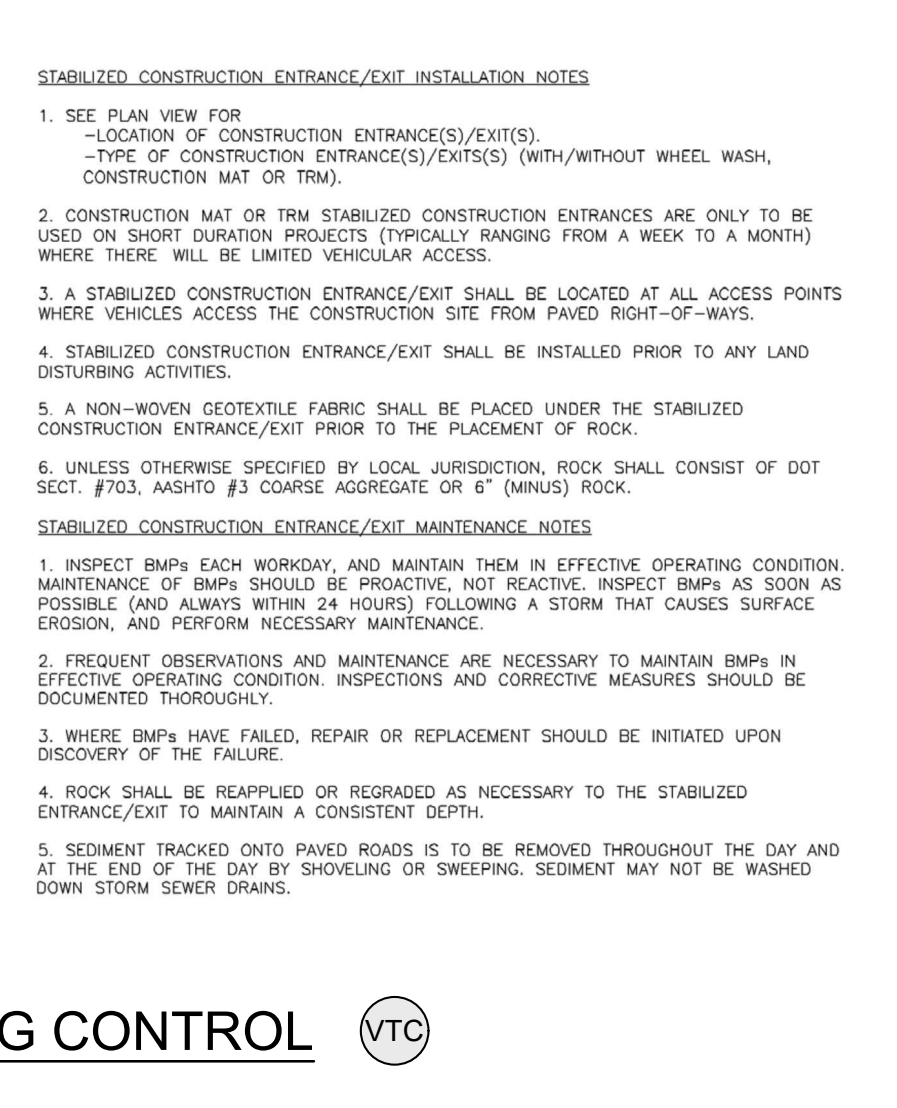 STABILIZED CONSTRUCTION ENTRANCE/EXIT INSTALLATION NOTES
1. SEE PLAN VIEW FOR
–LOCATION OF CONSTRUCTION ENTRANCE(S)/EXIT(S).
–TYPE OF CONSTRUCTION ENTRANCE(S)/EXITS(S) (WITH/WITHOUT WHEEL WASH,
CONSTRUCTION MAT OR TRM).
2. CONSTRUCTION MAT OR TRM STABILIZED CONSTRUCTION ENTRANCES ARE ONLY TO BE
USED ON SHORT DURATION PROJECTS (TYPICALLY RANGING FROM A WEEK TO A MONTH)
WHERE THERE WILL BE LIMITED VEHICULAR ACCESS.
3. A STABILIZED CONSTRUCTION ENTRANCE/EXIT SHALL BE LOCATED AT ALL ACCESS POINTS
WHERE VEHICLES ACCESS THE CONSTRUCTION SITE FROM PAVED RIGHT–OF–WAYS.
4. STABILIZED CONSTRUCTION ENTRANCE/EXIT SHALL BE INSTALLED PRIOR TO ANY LAND
DISTURBING ACTIVITIES.
5. A NON–WOVEN GEOTEXTILE FABRIC SHALL BE PLACED UNDER THE STABILIZED
CONSTRUCTION ENTRANCE/EXIT PRIOR TO THE PLACEMENT OF ROCK.
6. UNLESS OTHERWISE SPECIFIED BY LOCAL JURISDICTION, ROCK SHALL CONSIST OF DOT
SECT. #703, AASHTO #3 COARSE AGGREGATE OR 6" (MINUS) ROCK.
STABILIZED CONSTRUCTION ENTRANCE/EXIT MAINTENANCE NOTES
1. INSPECT BMPs EACH WORKDAY, AND MAINTAIN THEM IN EFFECTIVE OPERATING CONDITION.
MAINTENANCE OF BMPs SHOULD BE PROACTIVE, NOT REACTIVE. INSPECT BMPs AS SOON AS
POSSIBLE (AND ALWAYS WITHIN 24 HOURS) FOLLOWING A STORM THAT CAUSES SURFACE
EROSION, AND PERFORM NECESSARY MAINTENANCE.
2. FREQUENT OBSERVATIONS AND MAINTENANCE ARE NECESSARY TO MAINTAIN BMPs IN
EFFECTIVE OPERATING CONDITION. INSPECTIONS AND CORRECTIVE MEASURES SHOULD BE
DOCUMENTED THOROUGHLY.
3. WHERE BMPs HAVE FAILED, REPAIR OR REPLACEMENT SHOULD BE INITIATED UPON
DISCOVERY OF THE FAILURE.
4. ROCK SHALL BE REAPPLIED OR REGRADED AS NECESSARY TO THE STABILIZED
ENTRANCE/EXIT TO MAINTAIN A CONSISTENT DEPTH.
5. SEDIMENT TRACKED ONTO PAVED ROADS IS TO BE REMOVED THROUGHOUT THE DAY AND
AT THE END OF THE DAY BY SHOVELING OR SWEEPING. SEDIMENT MAY NOT BE WASHED
DOWN STORM SEWER DRAINS.
G CONTROL VTC